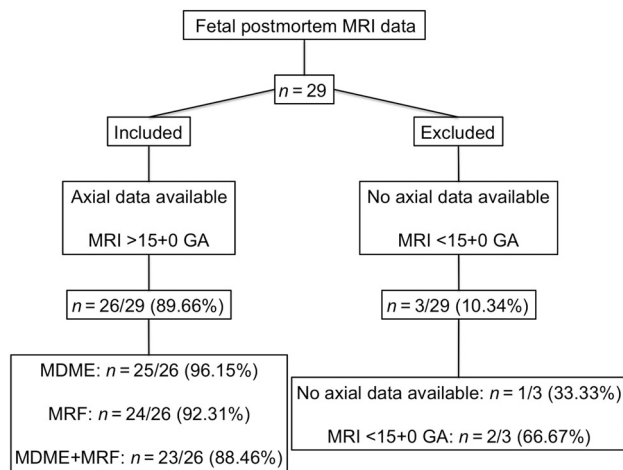 Fetal postmortem MRI data
n = 29
Included
Excluded
Axial data available
MRI >15+0 GA
No axial data available
MRI <15+0 GA
n = 26/29 (89.66%)
n = 3/29 (10.34%)
MDME: n = 25/26 (96.15%)
MRF: n = 24/26 (92.31%)
MDME+MRF: n = 23/26 (88.46%)
No axial data available: n = 1/3 (33.33%)
MRI <15+0 GA: n = 2/3 (66.67%)